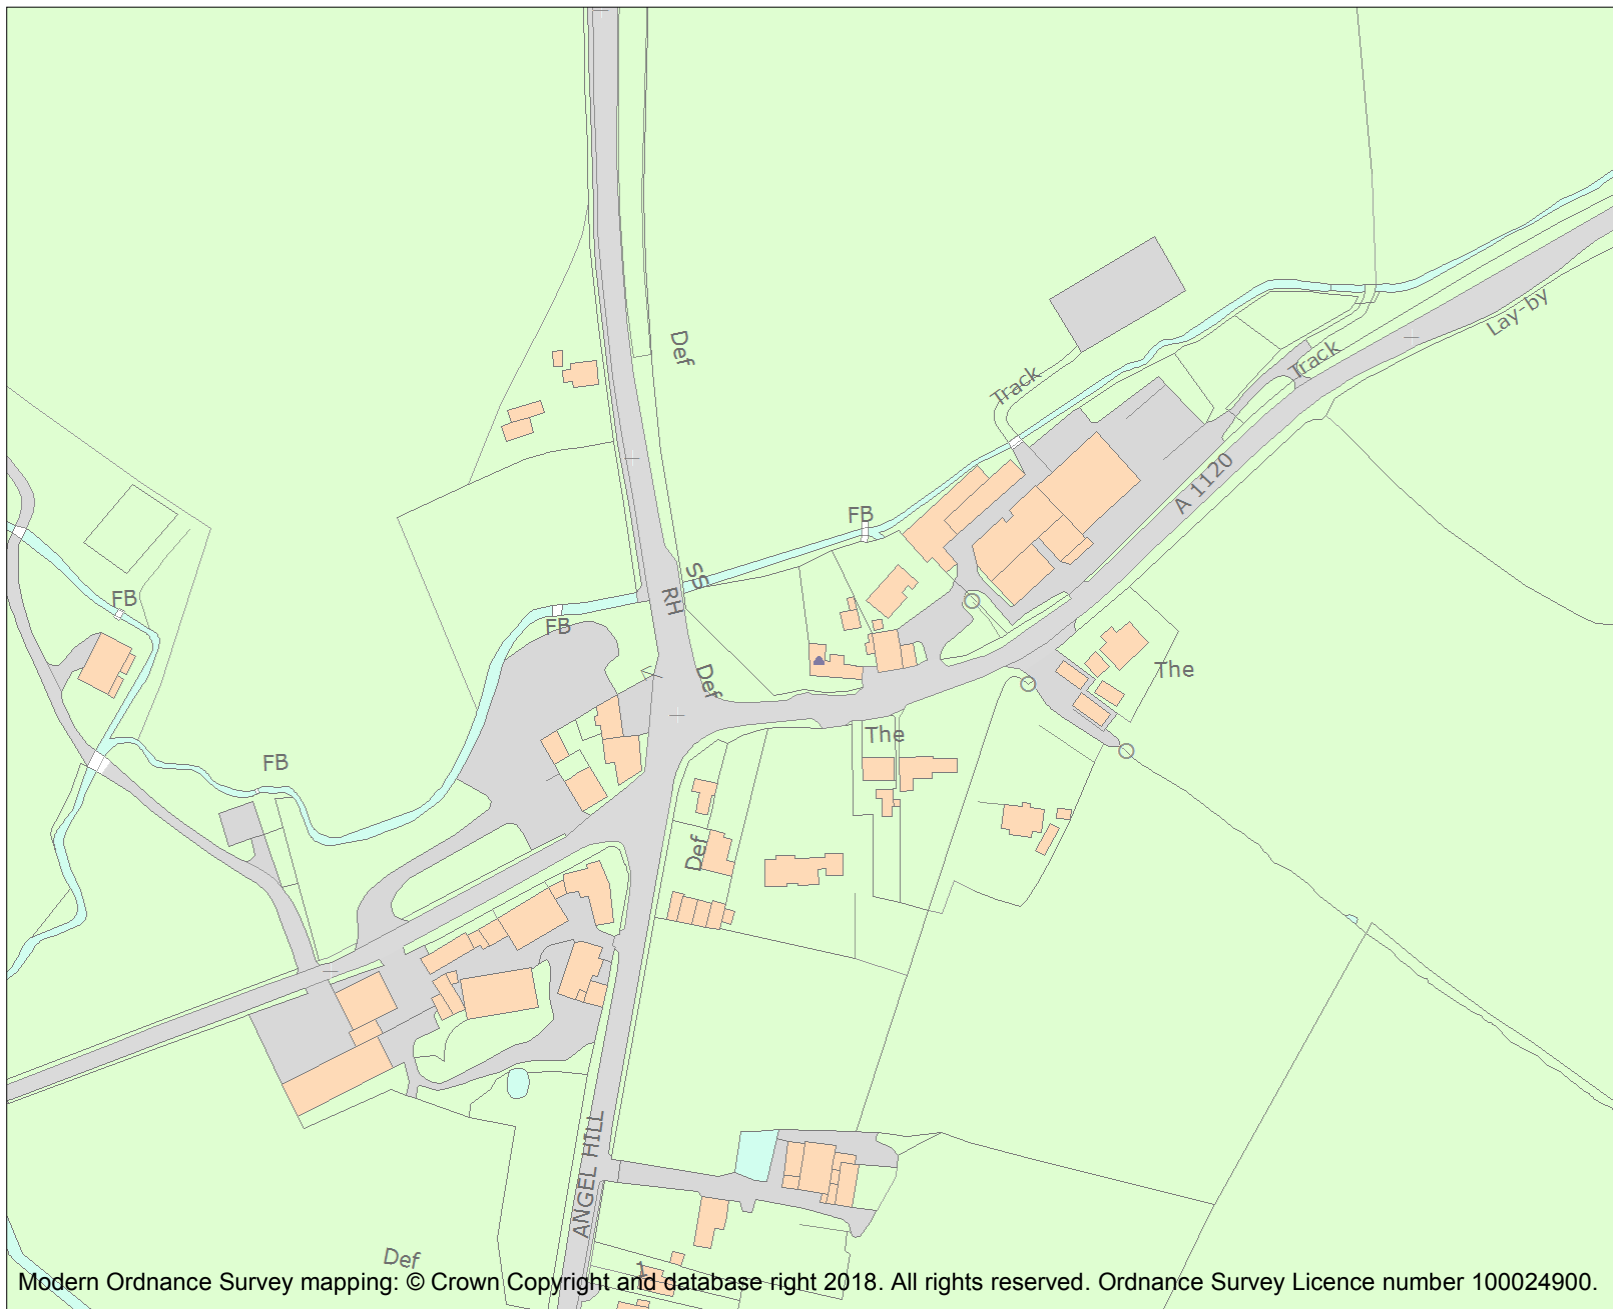 Def
Lay-by
Track
Track
A 1120
FB
SS
RH
FB
FB
Def
The
The
FB
Def
ANGEL HILL
Def
1
Modern Ordnance Survey mapping: © Crown Copyright and database right 2018. All rights reserved. Ordnance Survey Licence number 100024900.